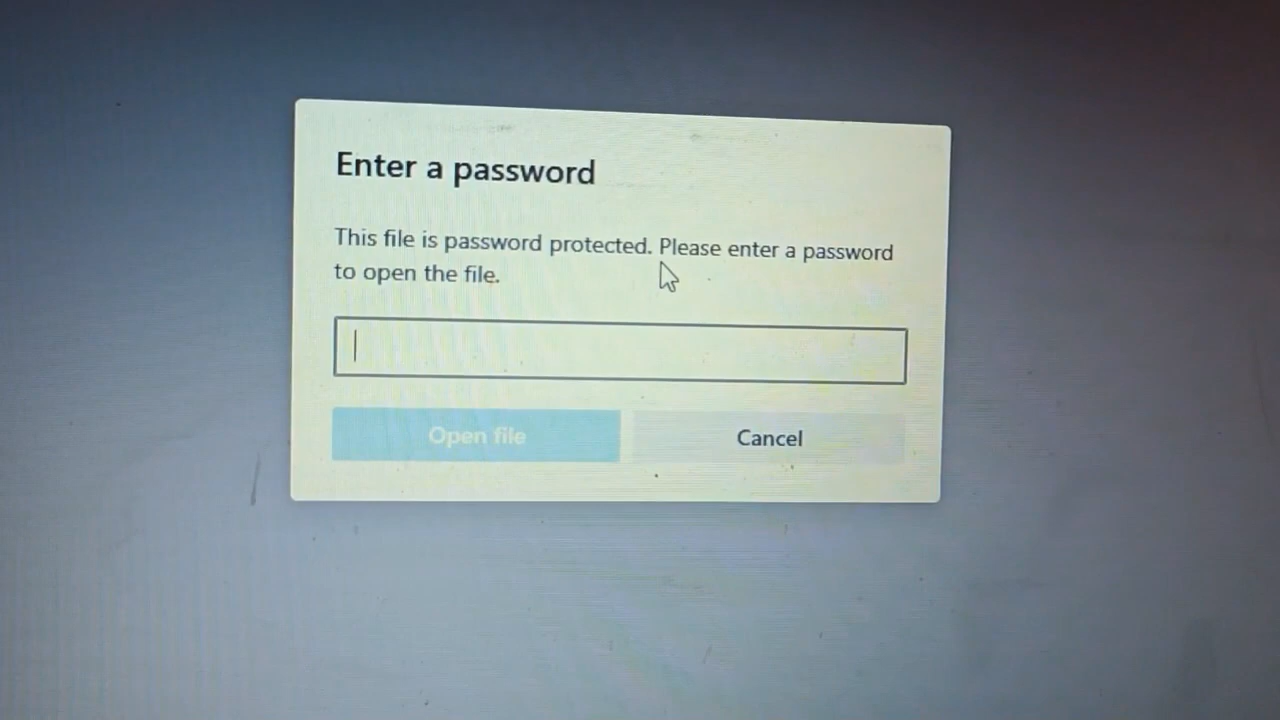 Enter a password
This file is password protected. Please enter a password
to open the file.
Open file
Cancel